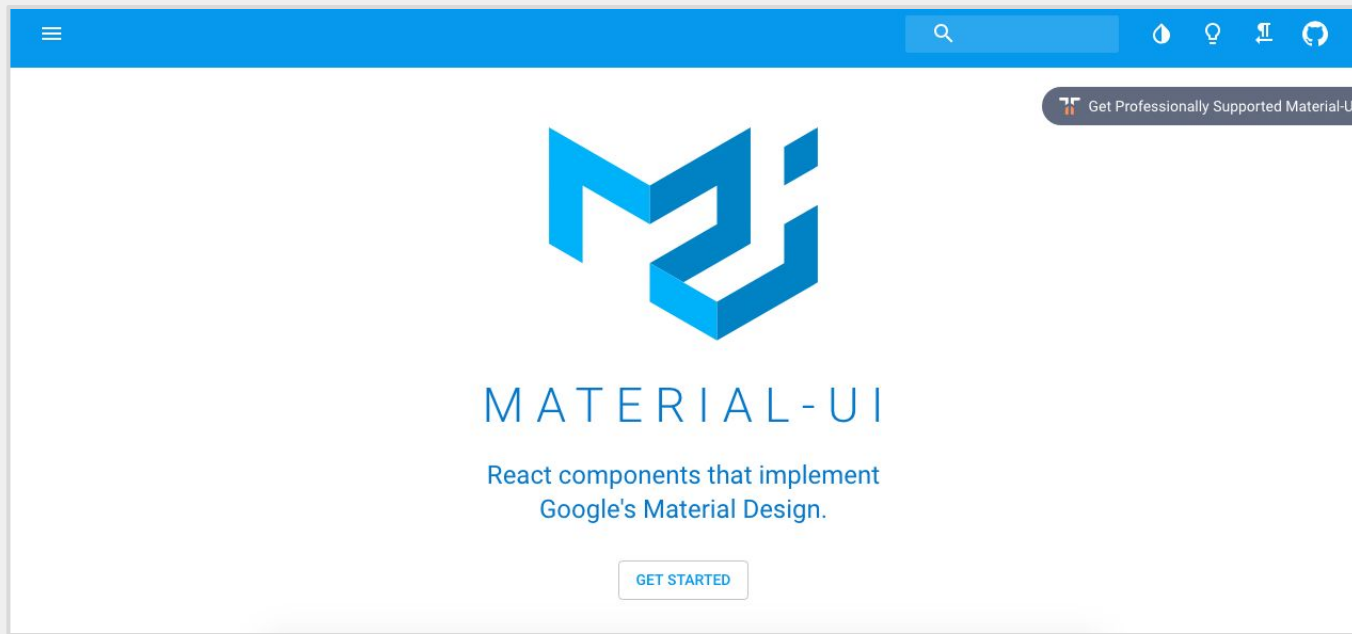 Get Professionally Supported Material-U
MATERIAL-UI
React components that implement
Google's Material Design.
GET STARTED